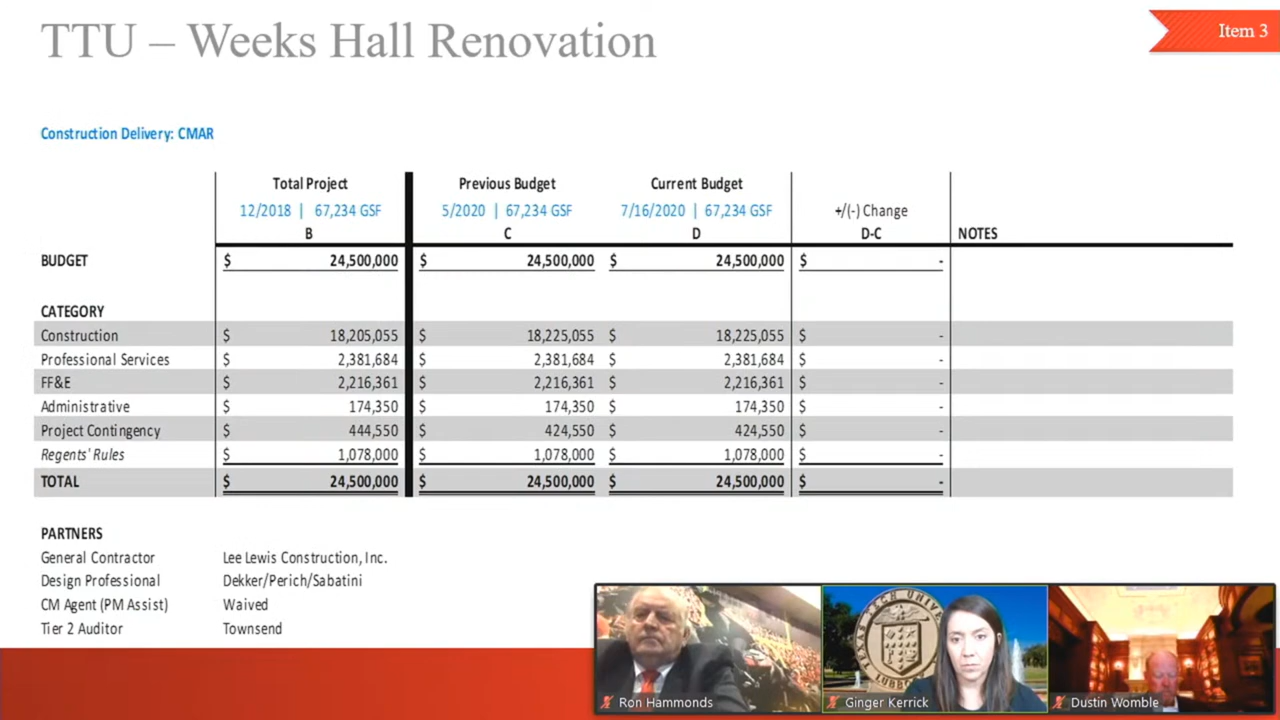 TTU – Weeks Hall Renovation
Item 3
Construction Delivery: CMAR
Total Project Previous Budget Current Budget
12/2018 | 67,234 GSF 5/2020 | 67,234 GSF 7/16/2020 | 67,234 GSF +/(-) Change
B C D D-C NOTES
BUDGET $ 24,500,000 $ 24,500,000 $ 24,500,000 $ -
CATEGORY
Construction $ 18,205,055 $ 18,225,055 $ 18,225,055 $ -
Professional Services $ 2,381,684 $ 2,381,684 $ 2,381,684 $ -
FF&E $ 2,216,361 $ 2,216,361 $ 2,216,361 $ -
Administrative $ 174,350 $ 174,350 $ 174,350 $ -
Project Contingency $ 444,550 $ 424,550 $ 424,550 $ -
Regents' Rules $ 1,078,000 $ 1,078,000 $ 1,078,000 $ -
TOTAL $ 24,500,000 $ 24,500,000 $ 24,500,000 $ -
PARTNERS
General Contractor Lee Lewis Construction, Inc.
Design Professional Dekker/Perich/Sabatini
CM Agent (PM Assist) Waived
Tier 2 Auditor Townsend
TEXAS TECH UNIV
LUBBO
Ron Hammonds
Ginger Kerrick
Dustin Womble